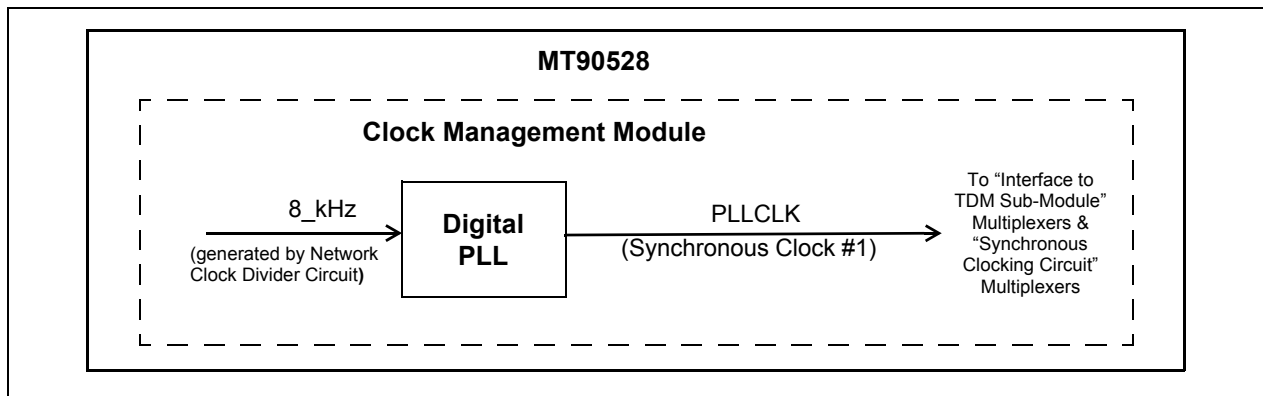 MT90528
Clock Management Module
8_kHz
(generated by Network
Clock Divider Circuit)
Digital
PLL
PLLCLK
(Synchronous Clock #1)
To “Interface to
TDM Sub-Module”
Multiplexers &
“Synchronous
Clocking Circuit”
Multiplexers